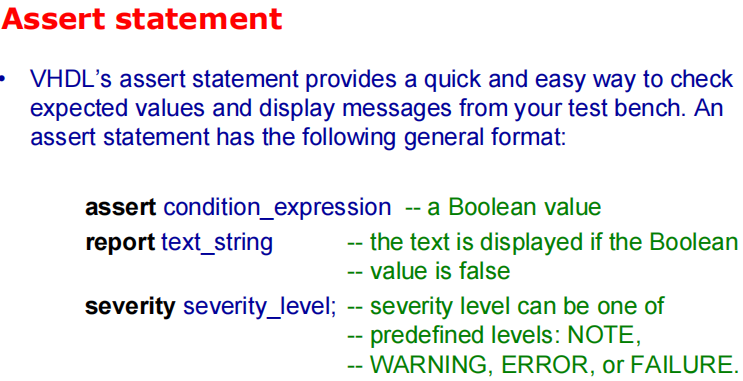 Assert statement
• VHDL's assert statement provides a quick and easy way to check
expected values and display messages from your test bench. An
assert statement has the following general format:
assert condition_expression -- a Boolean value
report text_string -- the text is displayed if the Boolean
-- value is false
severity severity_level; -- severity level can be one of
-- predefined levels: NOTE,
-- WARNING, ERROR, or FAILURE.